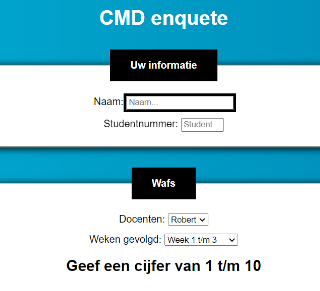 CMD enquete
Uw informatie
Naam: Naam...
Studentnummer: Student
Wafs
Docenten: Robert
Weken gevolgd: Week 1 t/m 3
Geef een cijfer van 1 t/m 10